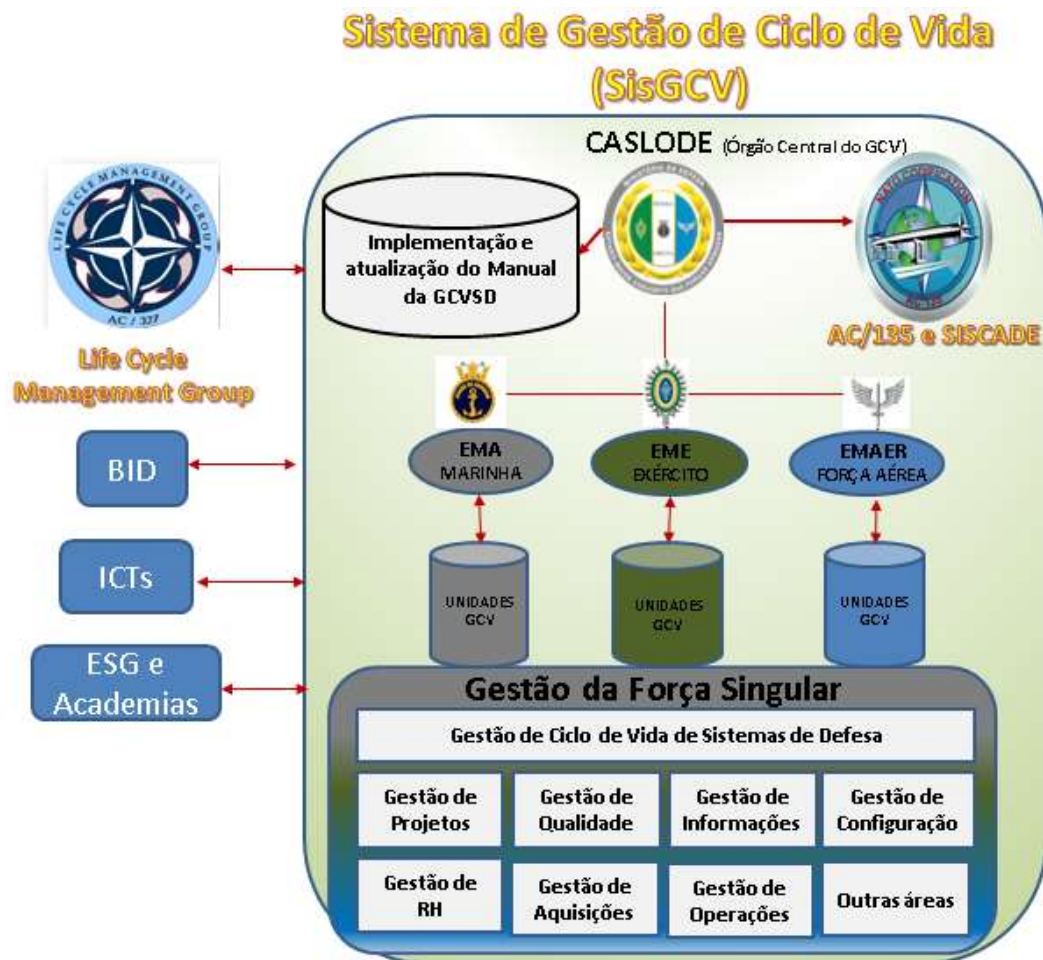 Sistema de Gestão de Ciclo de Vida
(SisGCV)
CASLODE (Órgão Central do GCV)
LIFE CYCLE MANAGEMENT GROUP
AC / 327
Life Cycle
Management Group
Implementação e
atualização do Manual
da GCVSD
MINISTÉRIO DA DEFESA
AC/135 e SISCADE
BID
ICTs
ESG e
Academias
EMA
MARINHA
EME
EXÉRCITO
EMAER
FORÇA AÉREA
UNIDADES
GCV
UNIDADES
GCV
UNIDADES
GCV
Gestão da Força Singular
Gestão de Ciclo de Vida de Sistemas de Defesa
Gestão de
Projetos
Gestão de
Qualidade
Gestão de
Informações
Gestão de
Configuração
Gestão de
RH
Gestão de
Aquisições
Gestão de
Operações
Outras áreas